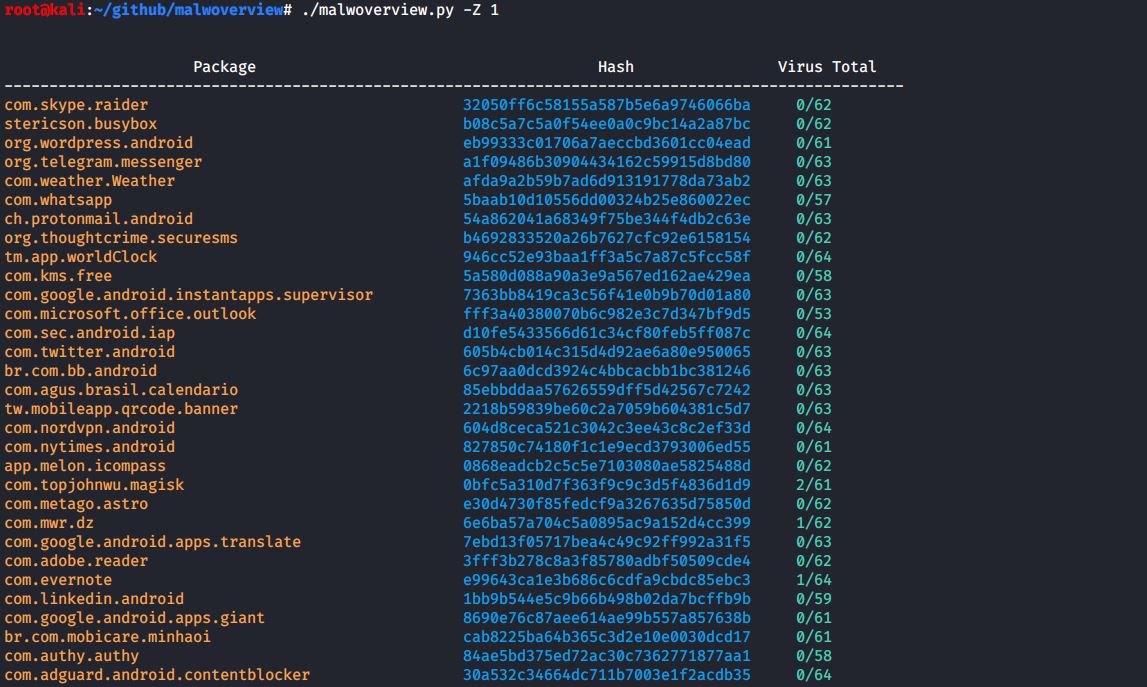 root@kali:~/github/malwoverview# ./malwoverview.py -Z 1
Package Hash Virus Total
----------------------------------------------------------------------------------------------------
com.skype.raider 32050ff6c58155a587b5e6a9746066ba 0/62
stericson.busybox b08c5a7c5a0f54ee0a0c9bc14a2a87bc 0/62
org.wordpress.android eb99333c01706a7aeccbd3601cc04ead 0/61
org.telegram.messenger a1f09486b30904434162c59915d8bd80 0/63
com.weather.Weather afda9a2b59b7ad6d913191778da73ab2 0/63
com.whatsapp 5baab10d10556dd00324b25e860022ec 0/57
ch.protonmail.android 54a862041a68349f75be344f4db2c63e 0/63
org.thoughtcrime.securesms b4692833520a26b7627cfc92e6158154 0/62
tm.app.worldClock 946cc52e93baa1ff3a5c7a87c5fcc58f 0/64
com.kms.free 5a580d088a90a3e9a567ed162ae429ea 0/58
com.google.android.instantapps.supervisor 7363bb8419ca3c56f41e0b9b70d01a80 0/63
com.microsoft.office.outlook fff3a40380070b6c982e3c7d347bf9d5 0/53
com.sec.android.iap d10fe5433566d61c34cf80feb5ff087c 0/64
com.twitter.android 605b4cb014c315d4d92ae6a80e950065 0/63
br.com.bb.android 6c97aa0dcd3924c4bbcacbb1bc381246 0/63
com.agus.brasil.calendario 85ebbddaa57626559dff5d42567c7242 0/63
tw.mobileapp.qrcode.banner 2218b59839be60c2a7059b604381c5d7 0/63
com.nordvpn.android 604d8ceca521c3042c3ee43c8c2ef33d 0/64
com.nytimes.android 827850c74180f1c1e9ecd3793006ed55 0/61
app.melon.icompass 0868eadcb2c5c5e7103080ae5825488d 0/62
com.topjohnwu.magisk 0bfc5a310d7f363f9c9c3d5f4836d1d9 2/61
com.metago.astro e30d4730f85fedcf9a3267635d75850d 0/62
com.mwr.dz 6e6ba57a704c5a0895ac9a152d4cc399 1/62
com.google.android.apps.translate 7ebd13f05717bea4c49c92ff992a31f5 0/63
com.adobe.reader 3fff3b278c8a3f85780adbf50509cde4 0/62
com.evernote e99643ca1e3b686c6cdfa9cbdc85ebc3 1/64
com.linkedin.android 1bb9b544e5c9b66b498b02da7bcffb9b 0/59
com.google.android.apps.giant 8690e76c87aee614ae99b557a857638b 0/61
br.com.mobicare.minhaoi cab8225ba64b365c3d2e10e0030dcd17 0/61
com.authy.authy 84ae5bd375ed72ac30c7362771877aa1 0/58
com.adguard.android.contentblocker 30a532c34664dc711b7003e1f2acdb35 0/64